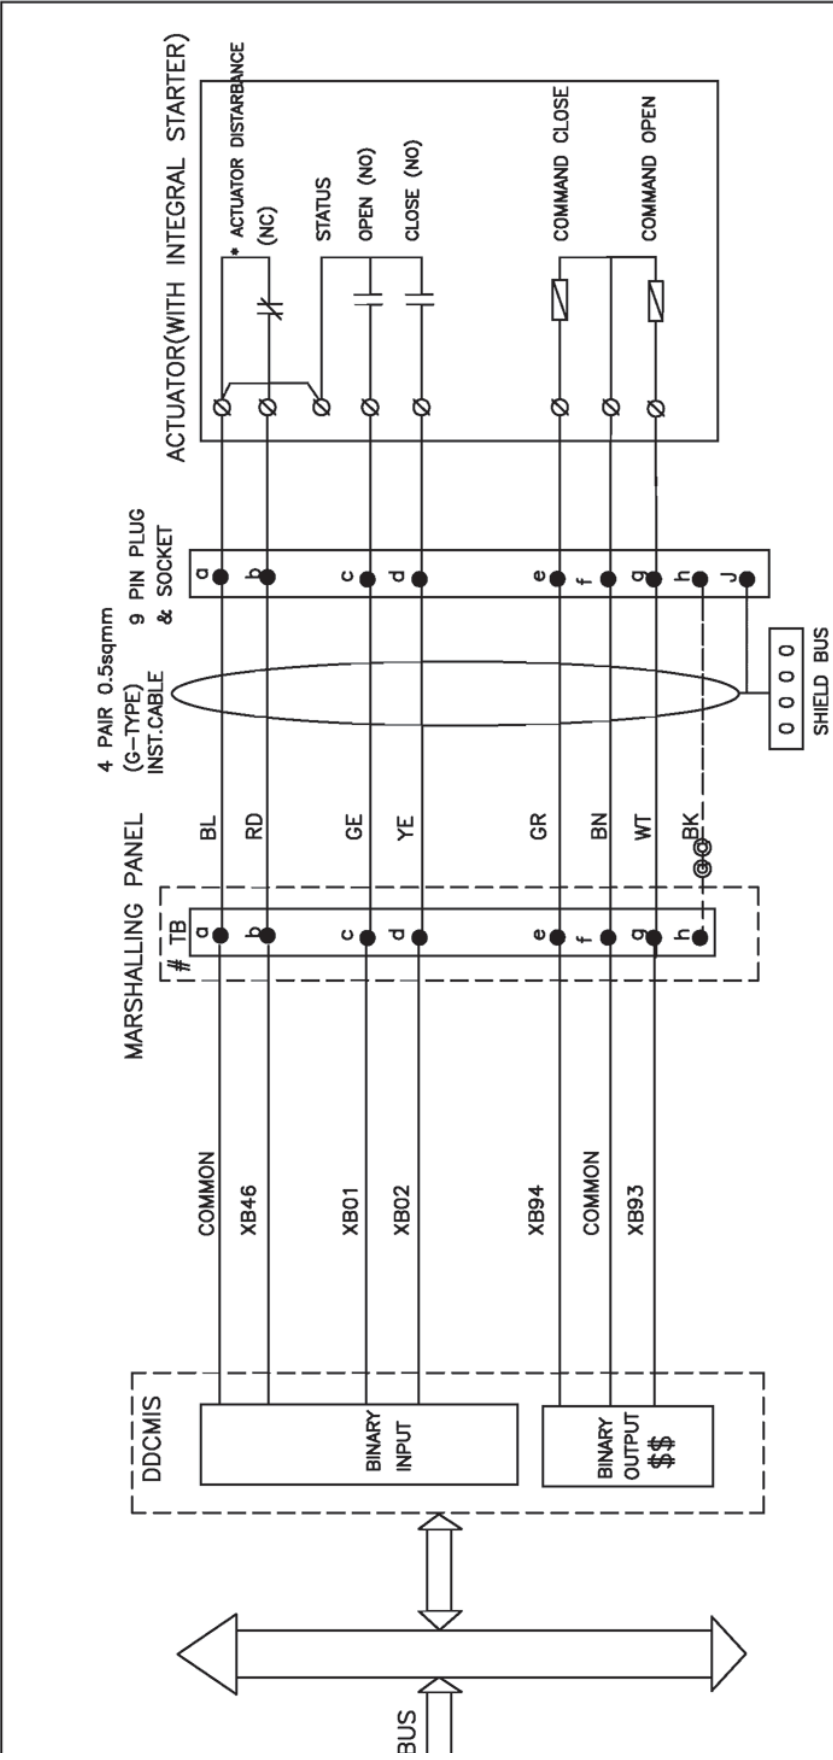 ACTUATOR(WITH INTEGRAL STARTER)
* ACTUATOR DISTARBANCE
(NC)
STATUS
OPEN (NO)
CLOSE (NO)
COMMAND CLOSE
COMMAND OPEN
9 PIN PLUG
& SOCKET
a
b
c
d
e
f
g
h
J
4 PAIR 0.5sqmm
(G-TYPE)
INST.CABLE
0 0 0 0
SHIELD BUS
BL
RD
GE
YE
GR
BN
WT
BK
@@
MARSHALLING PANEL
# TB
a
b
c
d
e
f
g
h
COMMON
XB46
XB01
XB02
XB94
COMMON
XB93
DDCMIS
BINARY
INPUT
BINARY
OUTPUT
$$
BUS